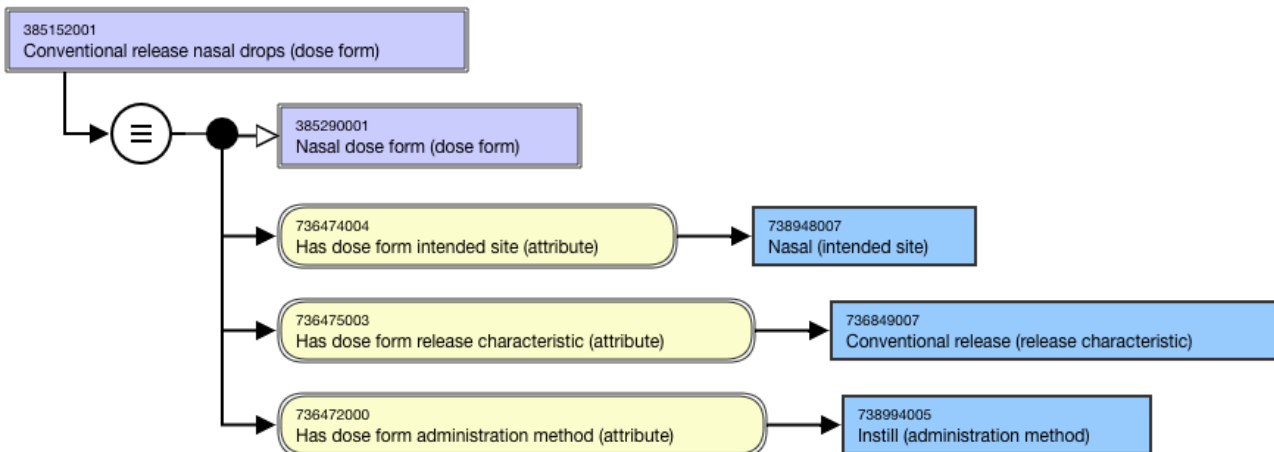 385152001
Conventional release nasal drops (dose form)
385290001
Nasal dose form (dose form)
736474004
Has dose form intended site (attribute)
738948007
Nasal (intended site)
736475003
Has dose form release characteristic (attribute)
736849007
Conventional release (release characteristic)
736472000
Has dose form administration method (attribute)
738994005
Instill (administration method)